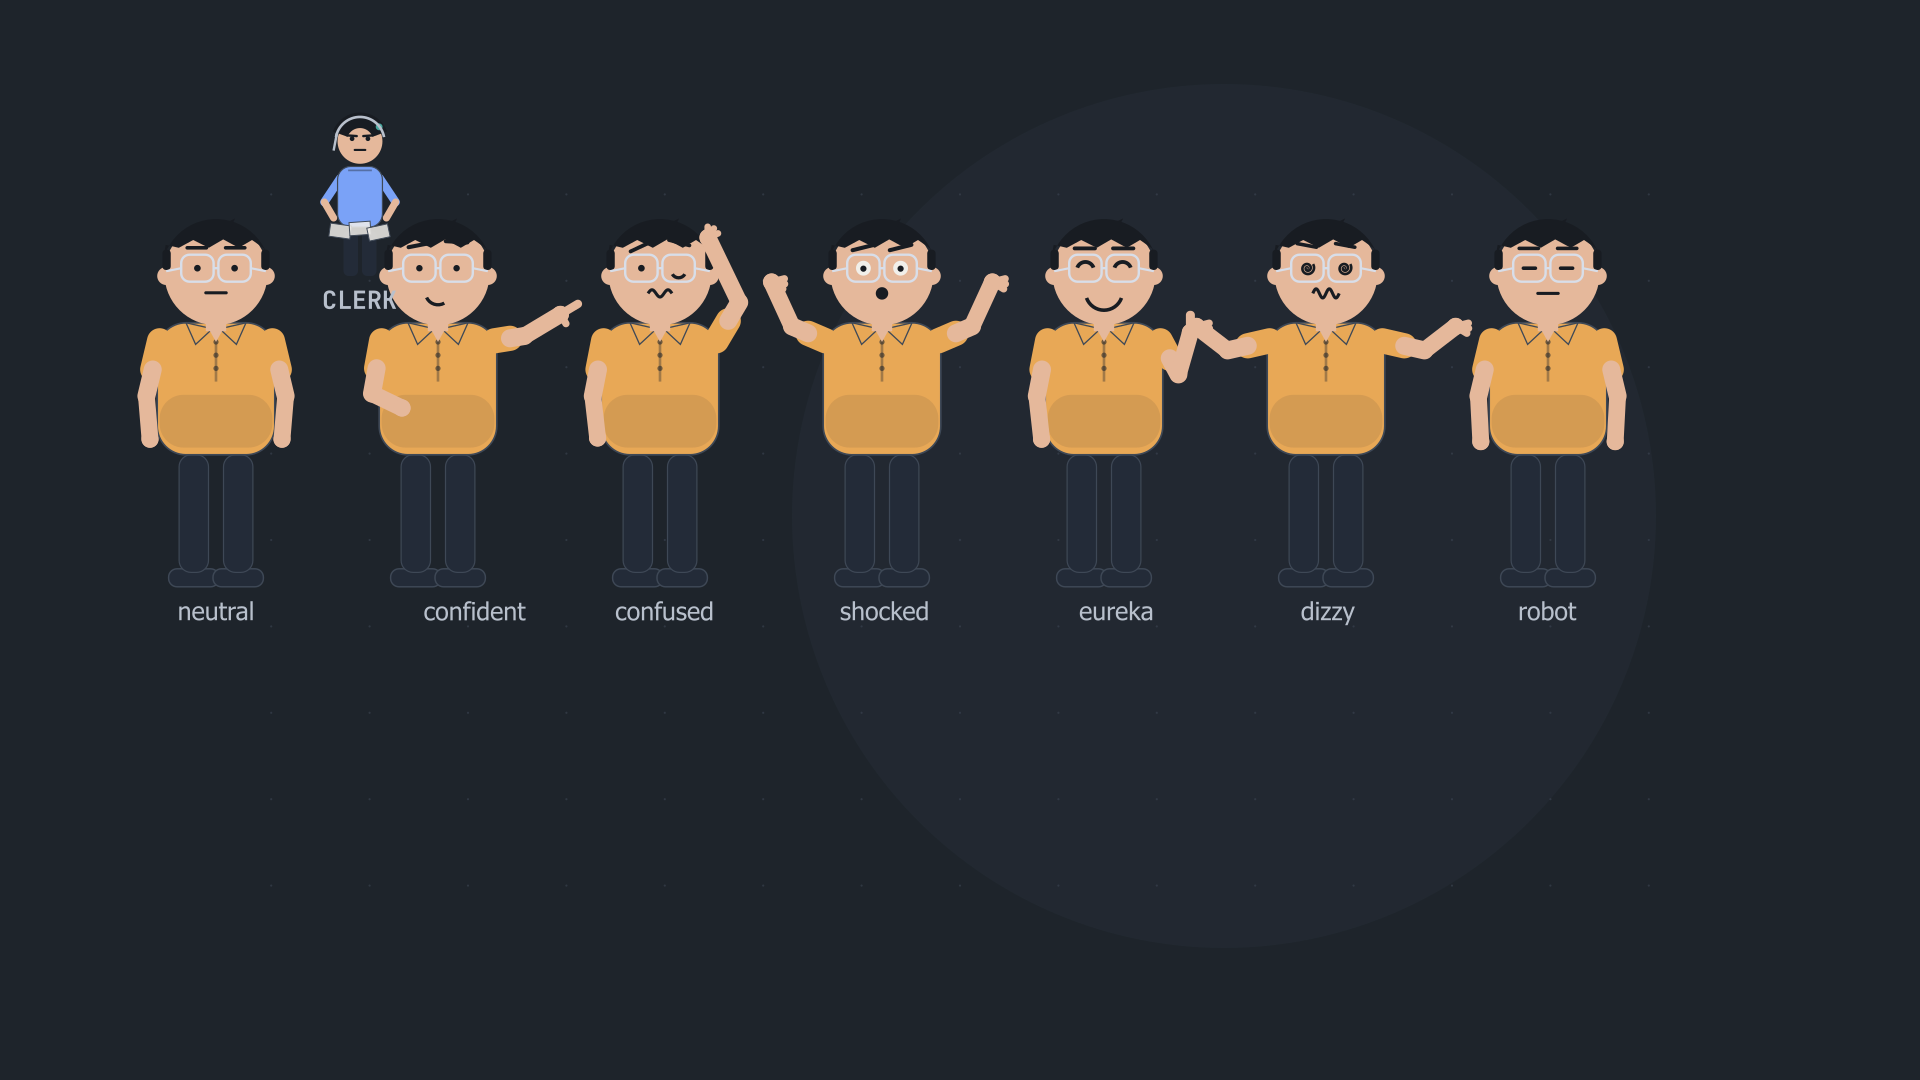 CLERK
neutral
confident
confused
shocked
eureka
dizzy
robot